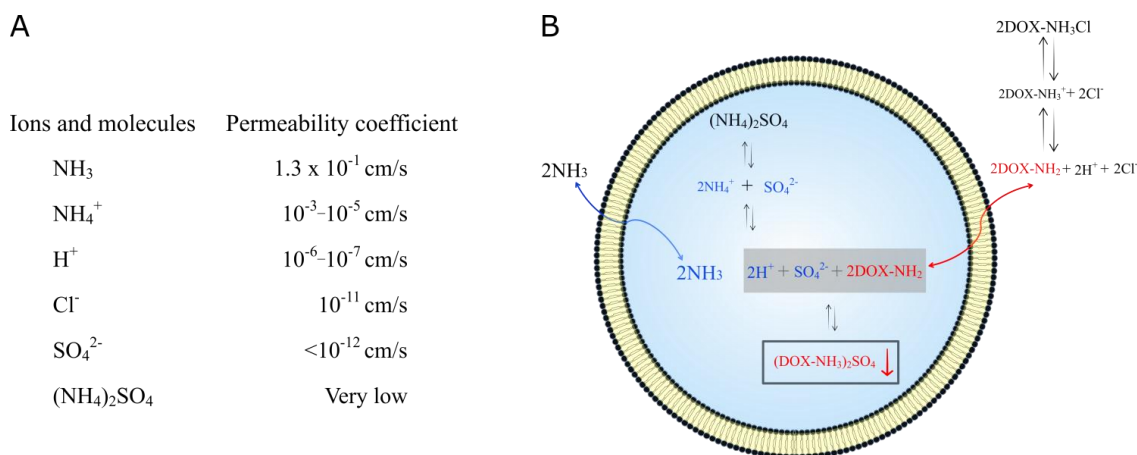 A
Ions and molecules Permeability coefficient
NH₃ 1.3 x 10⁻¹ cm/s
NH₄⁺ 10⁻³–10⁻⁵ cm/s
H⁺ 10⁻⁶–10⁻⁷ cm/s
Cl⁻ 10⁻¹¹ cm/s
SO₄²⁻ <10⁻¹² cm/s
(NH₄)₂SO₄ Very low
B
2DOX-NH₃Cl
2DOX-NH₃⁺ + 2Cl⁻
2DOX-NH₂ + 2H⁺ + 2Cl⁻
(NH₄)₂SO₄
2NH₄⁺ + SO₄²⁻
2NH₃
2NH₃
2H⁺ + SO₄²⁻ + 2DOX-NH₂
(DOX-NH₃)₂SO₄